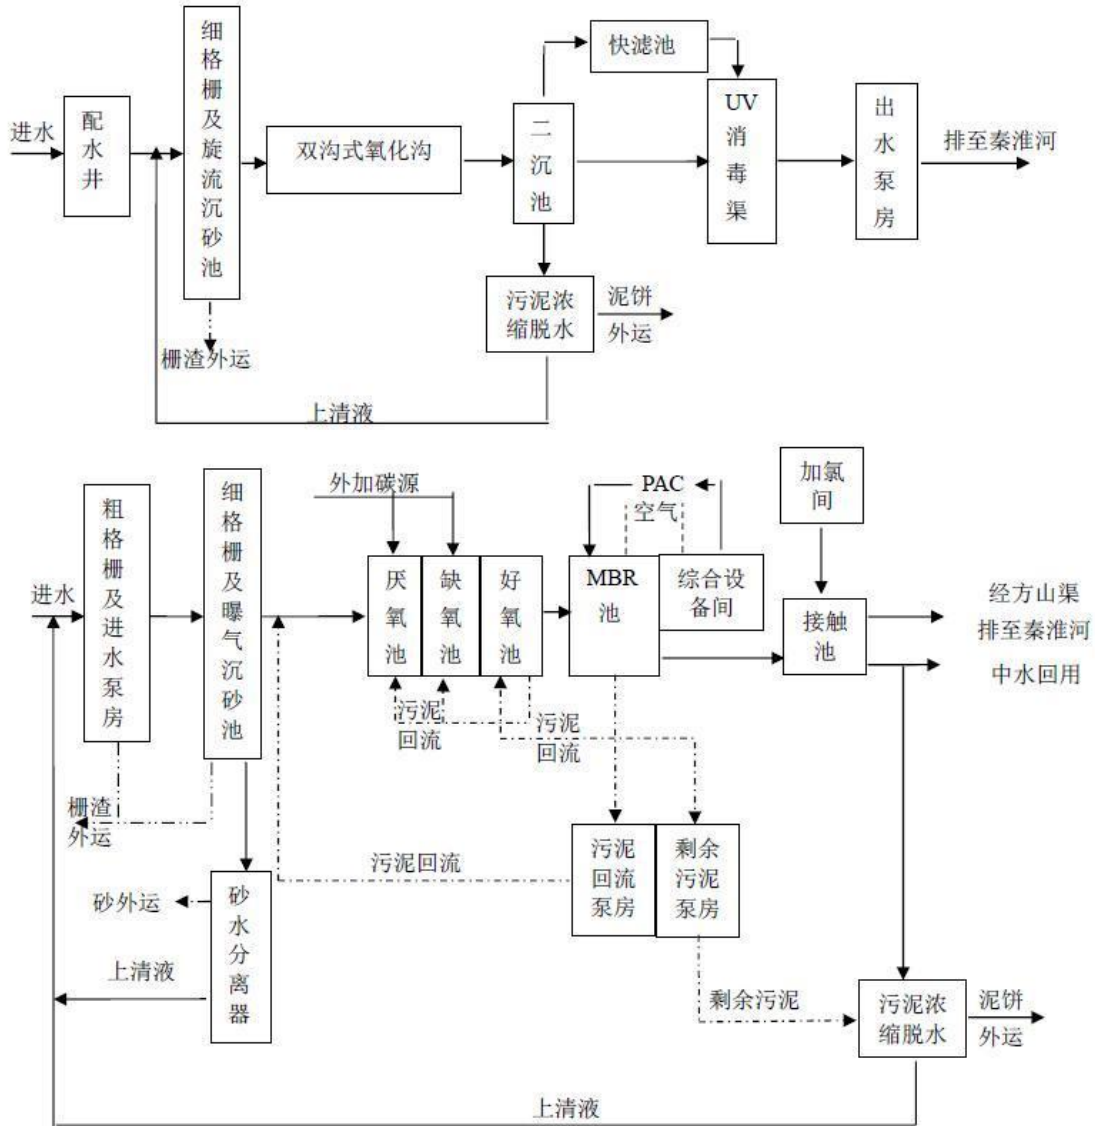 进水
配水井
细格栅及旋流沉砂池
栅渣外运
双沟式氧化沟
二沉池
快滤池
UV
消毒渠
出水泵房
排至秦淮河
污泥浓
缩脱水
泥饼
外运
上清液
进水
粗格栅及进水泵房
细格栅及曝气沉砂池
外加碳源
厌氧池
缺氧池
好氧池
PAC
空气
MBR
池
综合设
备间
加氯
间
接触
池
经方山渠
排至秦淮河
中水回用
污泥
回流
污泥
回流
栅渣
外运
污泥回流
污泥
回流
泵房
剩余
污泥
泵房
砂外运
砂水分离器
上清液
剩余污泥
污泥浓
缩脱水
泥饼
外运
上清液